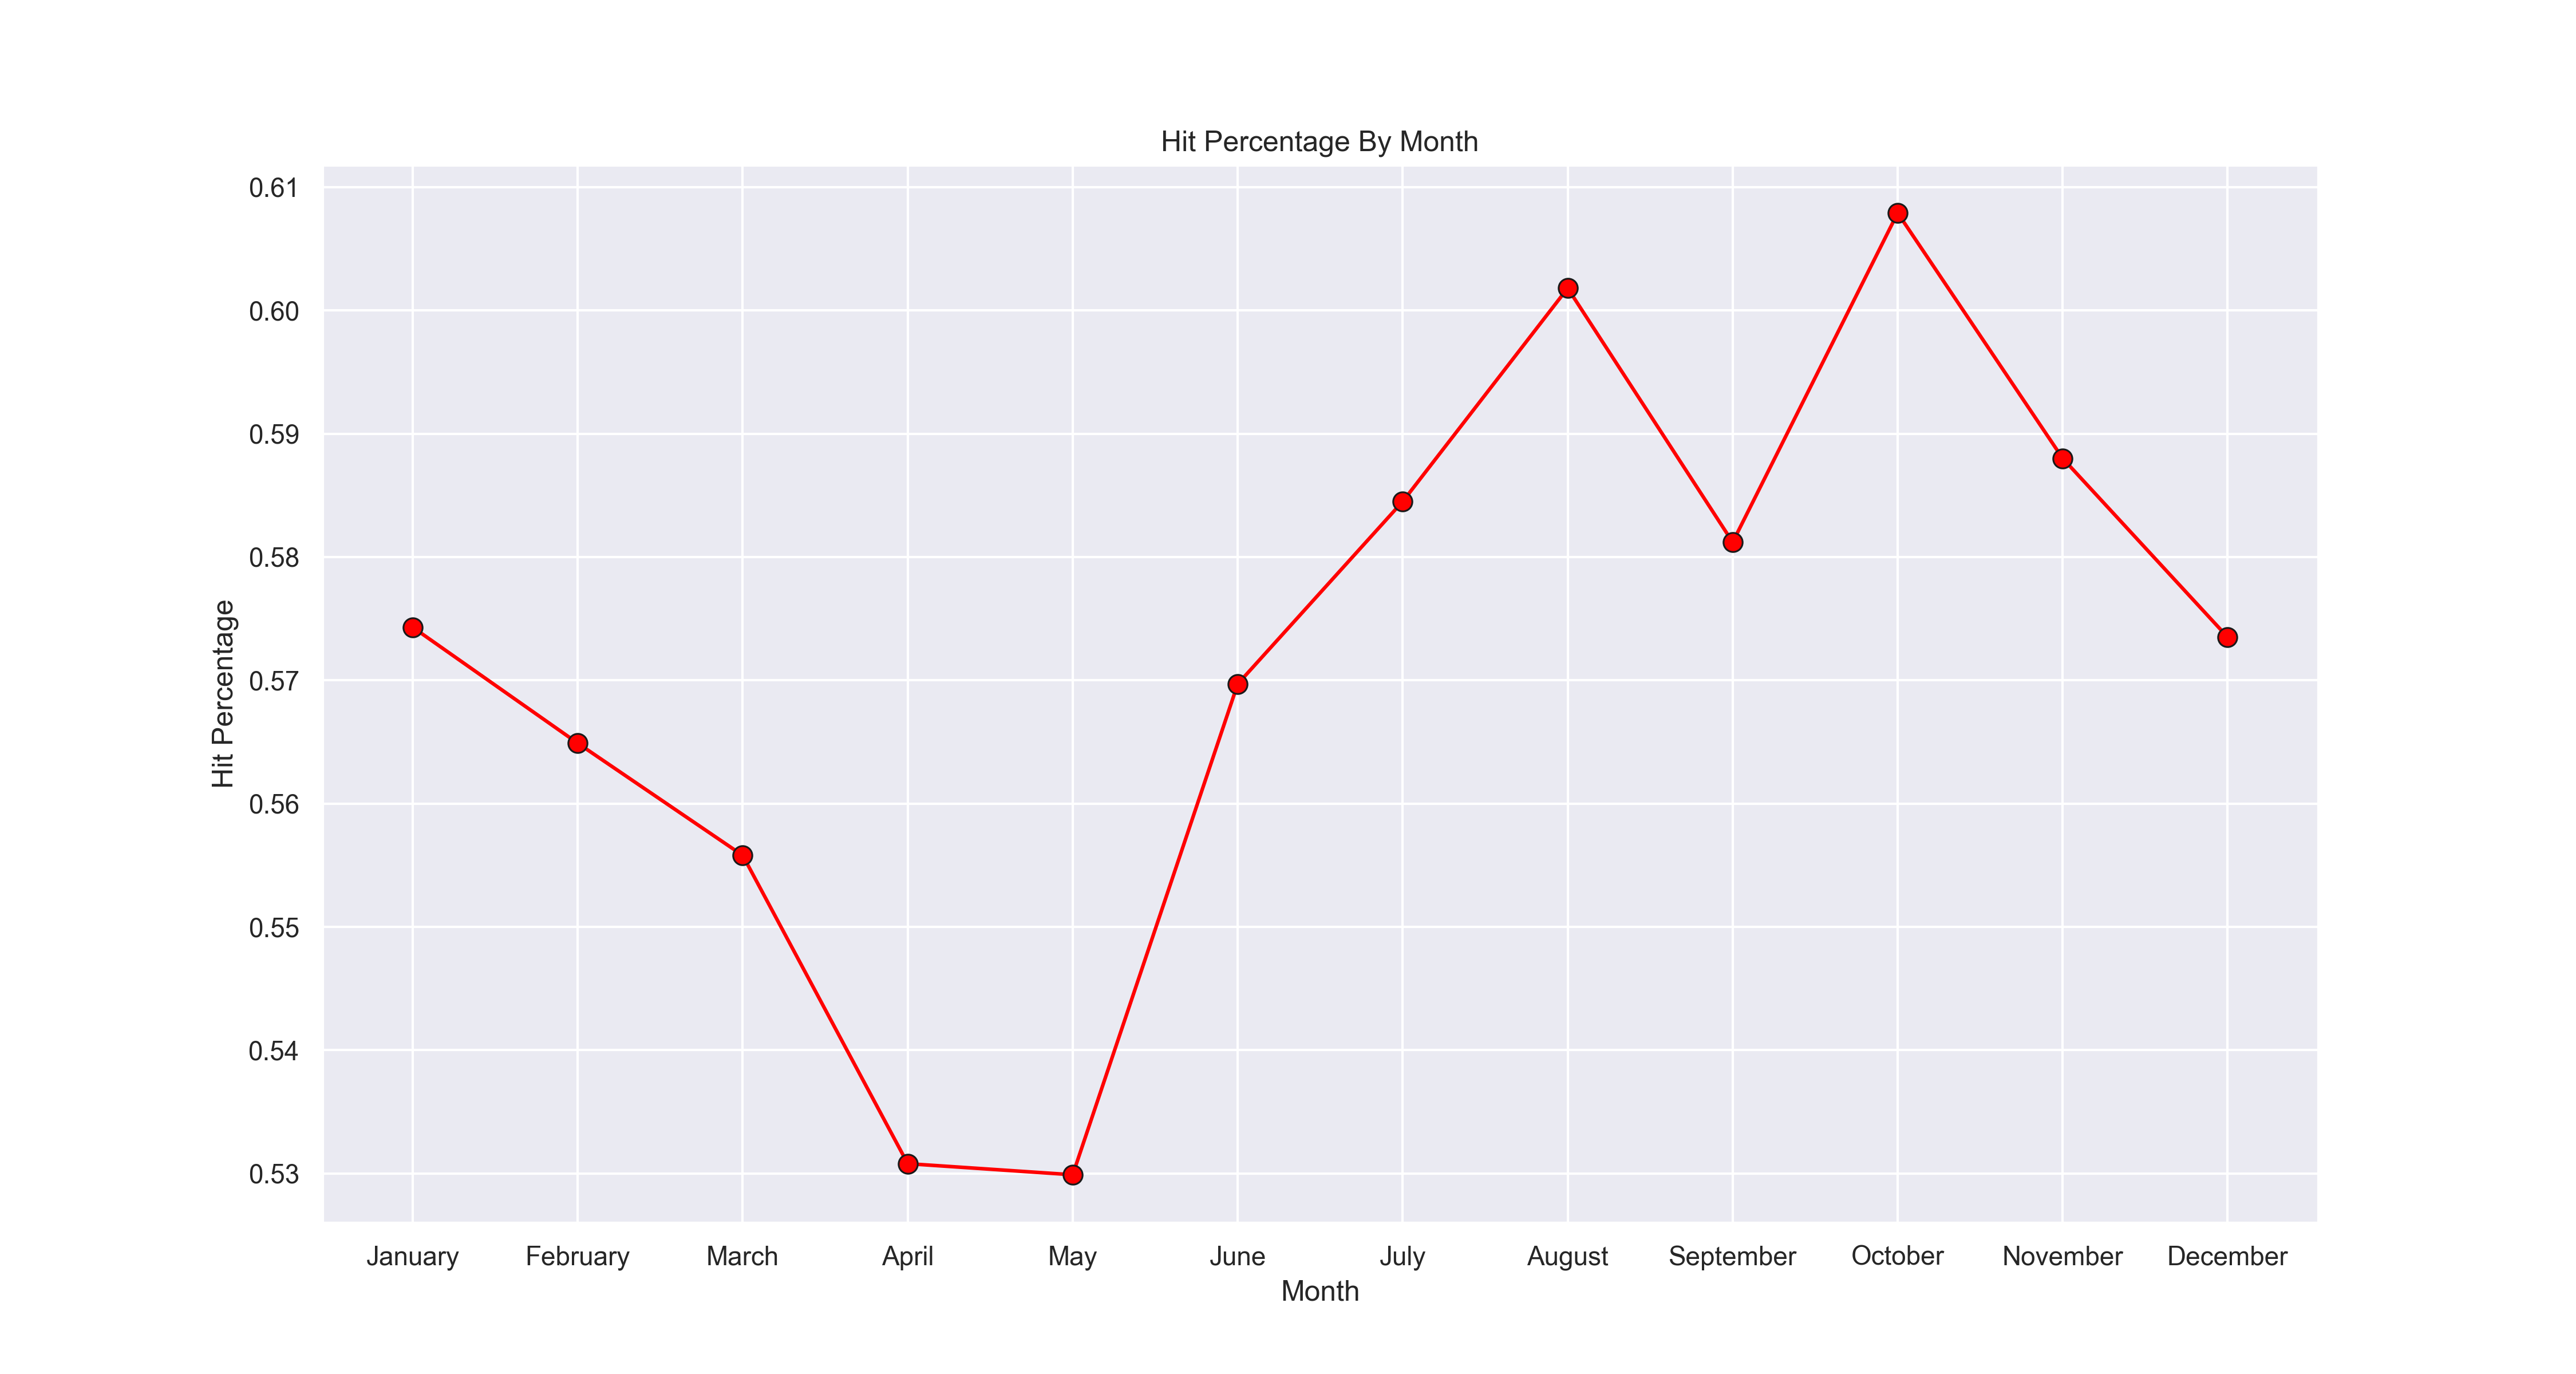 Hit Percentage By Month
Hit Percentage
0.61
0.60
0.59
0.58
0.57
0.56
0.55
0.54
0.53
January February March April May June July August September October November December
Month